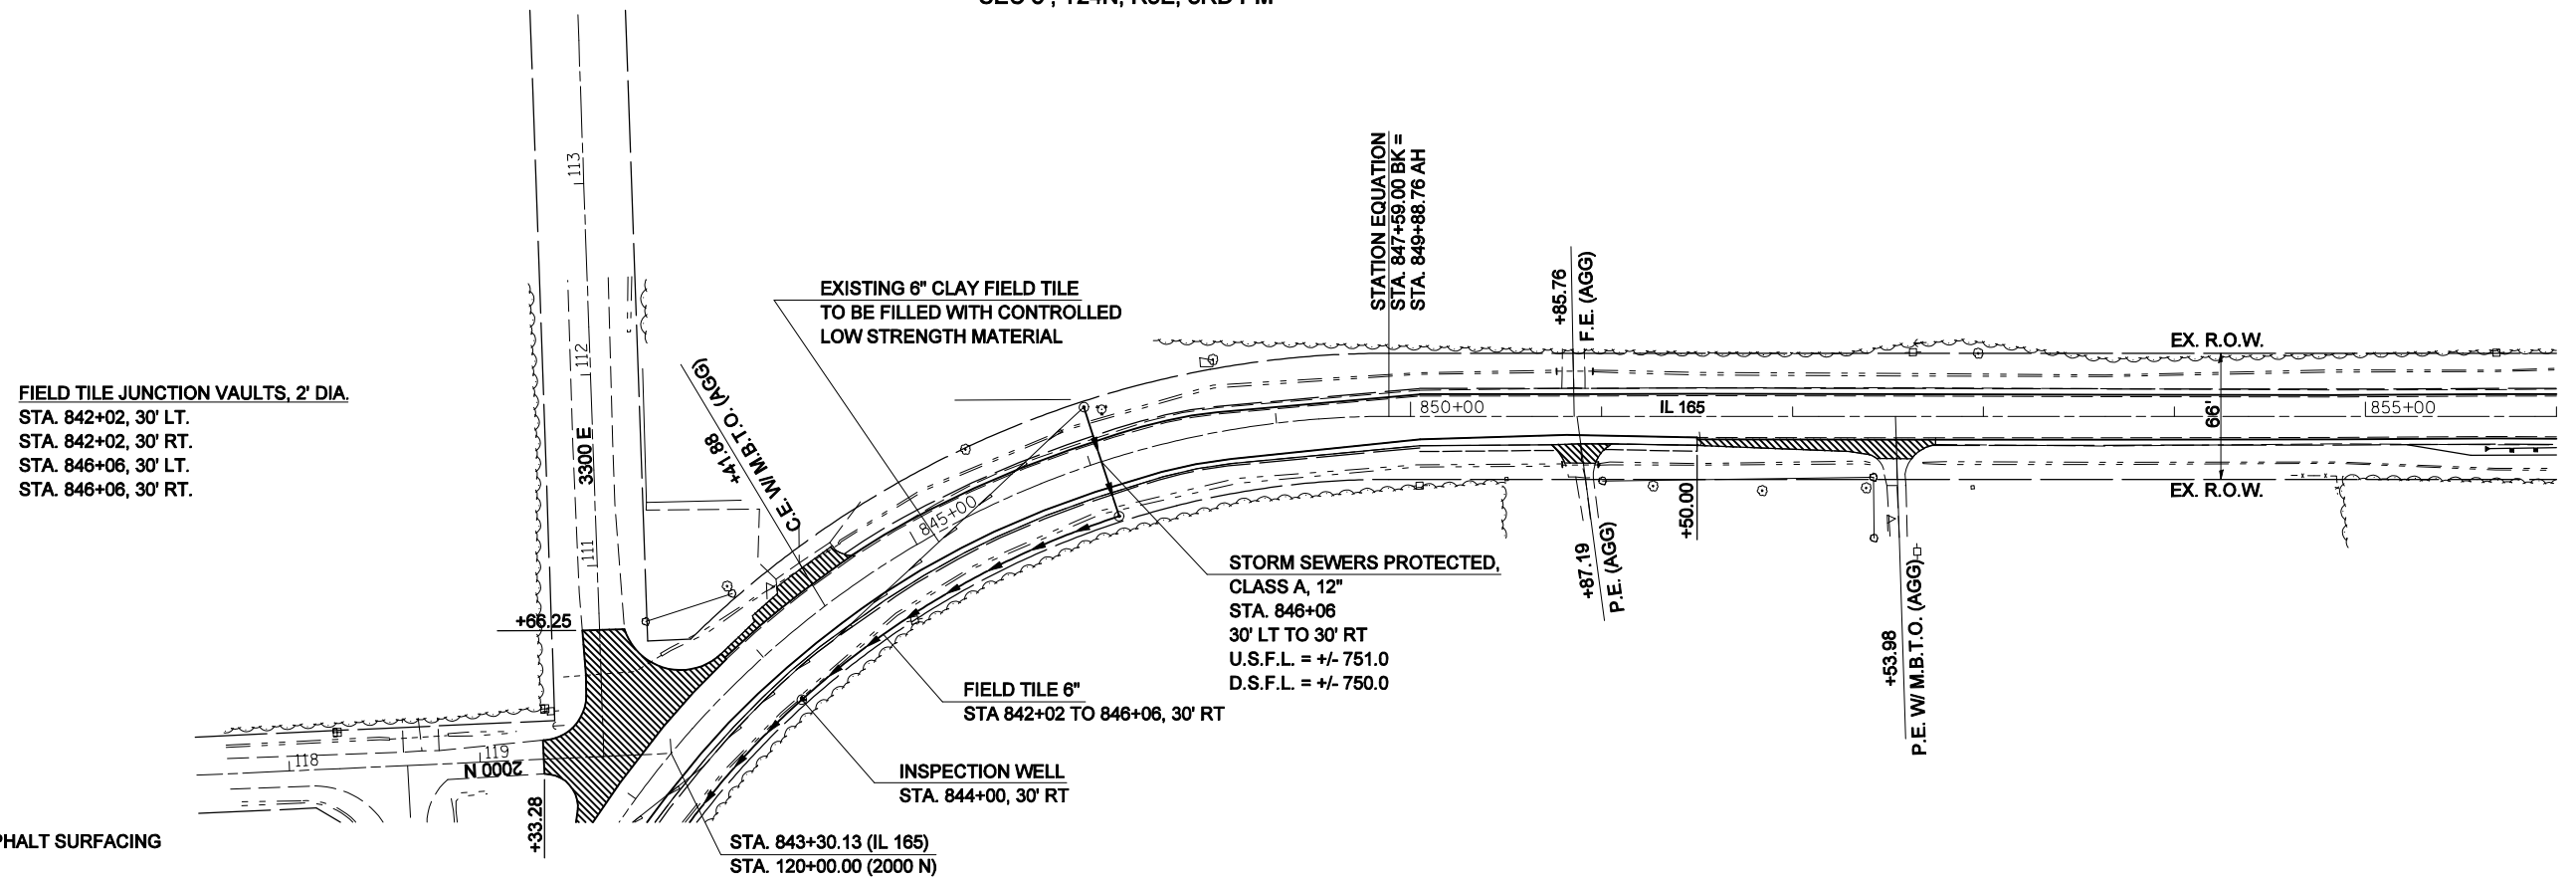 FIELD TILE JUNCTION VAULTS, 2' DIA.
STA. 842+02, 30' LT.
STA. 842+02, 30' RT.
STA. 846+06, 30' LT.
STA. 846+06, 30' RT.
PHALT SURFACING
113
112
111
3300 E
+66.25
118
119
2000 N
+33.28
C.E. W/ M.B.T.O. (AGG)
+41.88
EXISTING 6" CLAY FIELD TILE
TO BE FILLED WITH CONTROLLED
LOW STRENGTH MATERIAL
845+00
STATION EQUATION
STA. 847+59.00 BK =
STA. 849+88.76 AH
+85.76
F.E. (AGG)
850+00
IL 165
855+00
EX. R.O.W.
66'
EX. R.O.W.
+50.00
+87.19
P.E. (AGG)
+53.98
P.E. W/ M.B.T.O. (AGG)
STORM SEWERS PROTECTED,
CLASS A, 12"
STA. 846+06
30' LT TO 30' RT
U.S.F.L. = +/- 751.0
D.S.F.L. = +/- 750.0
FIELD TILE 6"
STA 842+02 TO 846+06, 30' RT
INSPECTION WELL
STA. 844+00, 30' RT
STA. 843+30.13 (IL 165)
STA. 120+00.00 (2000 N)